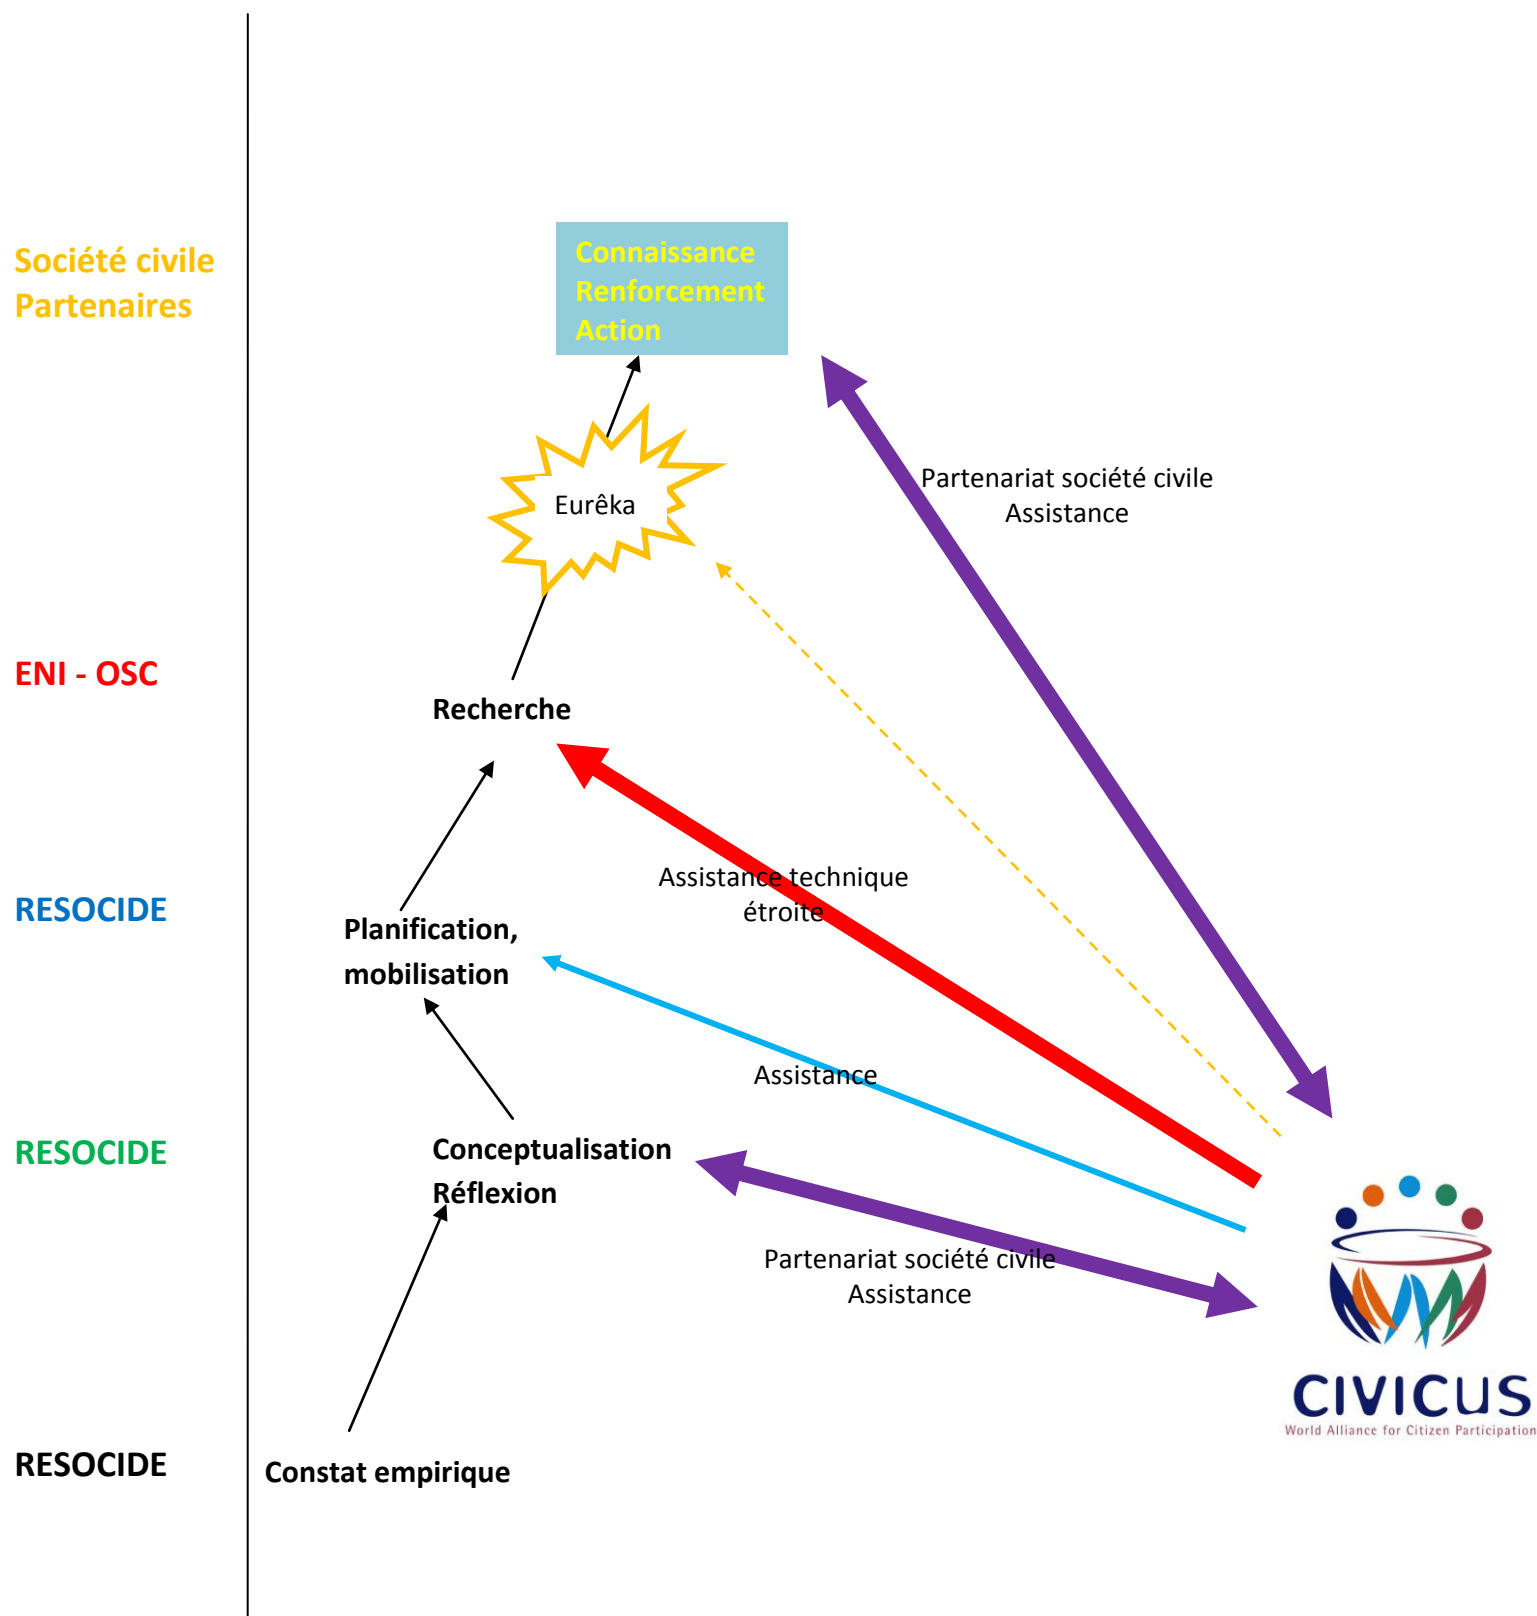 Société civile
Partenaires
Connaissance
Renforcement
Action
Partenariat société civile
Assistance
Eurêka
ENI - OSC
Recherche
Assistance technique
étroite
RESOCIDE
Planification,
mobilisation
Assistance
RESOCIDE
Conceptualisation
Réflexion
Partenariat société civile
Assistance
CIVICUS
World Alliance for Citizen Participation
RESOCIDE
Constat empirique